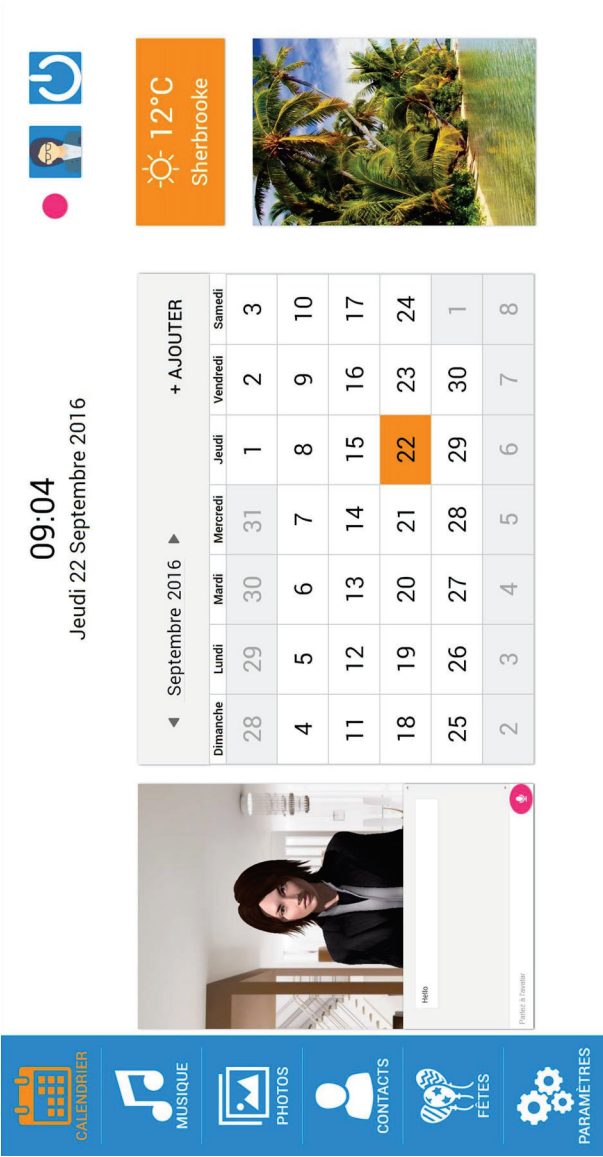 CALENDRIER
MUSIQUE
PHOTOS
CONTACTS
FÊTES
PARAMÈTRES
09:04
Jeudi 22 Septembre 2016
Hello
Parlez à l'avatar
Septembre 2016
+ AJOUTER
Dimanche Lundi Mardi Mercredi Jeudi Vendredi Samedi
28 29 30 31 1 2 3
4 5 6 7 8 9 10
11 12 13 14 15 16 17
18 19 20 21 22 23 24
25 26 27 28 29 30 1
2 3 4 5 6 7 8
12°C
Sherbrooke